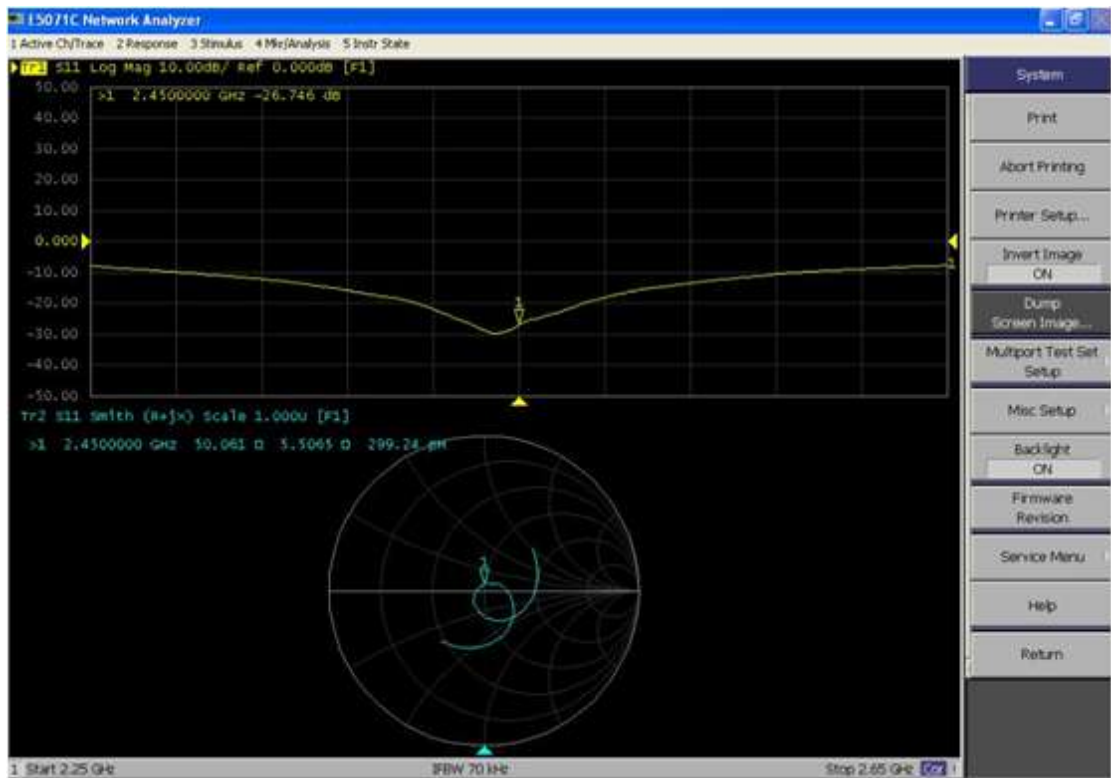 E5071C Network Analyzer
1 Active Ch/Trace 2 Response 3 Stimulus 4 Mkr/Analysis 5 Instr State
Tr1 S11 Log Mag 10.00dB/ Ref 0.000dB [F1]
>1 2.4500000 GHz -26.746 dB
50.00
40.00
30.00
20.00
10.00
0.000
-10.00
-20.00
-30.00
-40.00
-50.00
1
Tr2 S11 Smith (R+jX) Scale 1.000U [F1]
>1 2.4500000 GHz 50.061 Ω 5.5065 Ω 299.24 pH
1
1 Start 2.25 GHz
IFBW 70 kHz
Stop 2.65 GHz Cor !
System
Print
Abort Printing
Printer Setup...
Invert Image
ON
Dump
Screen Image...
Multiport Test Set
Setup
Misc Setup
Backlight
ON
Firmware
Revision
Service Menu
Help
Return